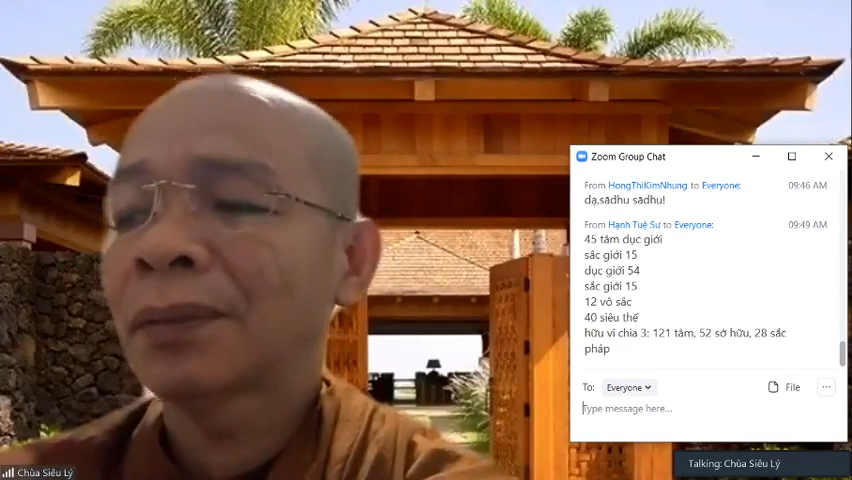 Zoom Group Chat
From HongThiKimNhung to Everyone: 09:46 AM
dạ,sādhu sādhu!
From Hạnh Tuệ Sư to Everyone: 09:49 AM
45 tâm dục giới
sắc giới 15
dục giới 54
sắc giới 15
12 vô sắc
40 siêu thế
hữu vi chia 3: 121 tâm, 52 sở hữu, 28 sắc
pháp
To: Everyone File ...
Type message here...
Chùa Siêu Lý
Talking: Chùa Siêu Lý